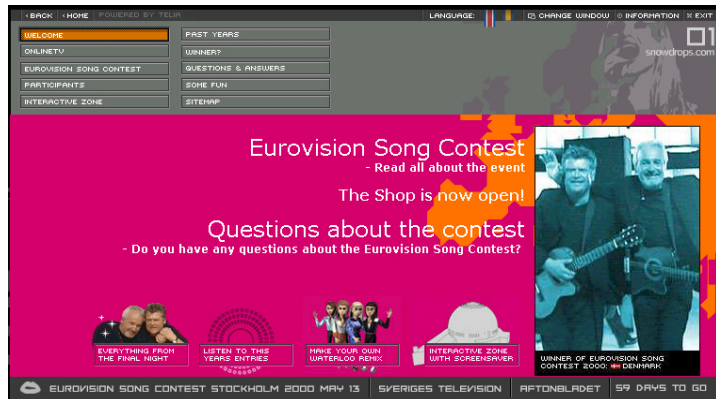 ‹BACK ‹HOME POWERED BY TELIA LANGUAGE: CHANGE WINDOW INFORMATION EXIT
WELCOME PAST YEARS
ONLINETV WINNER?
EUROVISION SONG CONTEST QUESTIONS & ANSWERS
PARTICIPANTS SOME FUN
INTERACTIVE ZONE SITEMAP
01
snowdrops.com
Eurovision Song Contest
- Read all about the event
The Shop is now open!
Questions about the contest
- Do you have any questions about the Eurovision Song Contest?
EVERYTHING FROM
THE FINAL NIGHT
LISTEN TO THIS
YEARS ENTRIES
MAKE YOUR OWN
WATERLOO REMIX
INTERACTIVE ZONE
WITH SCREENSAVER
WINNER OF EUROVISION SONG
CONTEST 2000: DENMARK
EUROVISION SONG CONTEST STOCKHOLM 2000 MAY 13 SVERIGES TELEVISION AFTONBLADET 59 DAYS TO GO